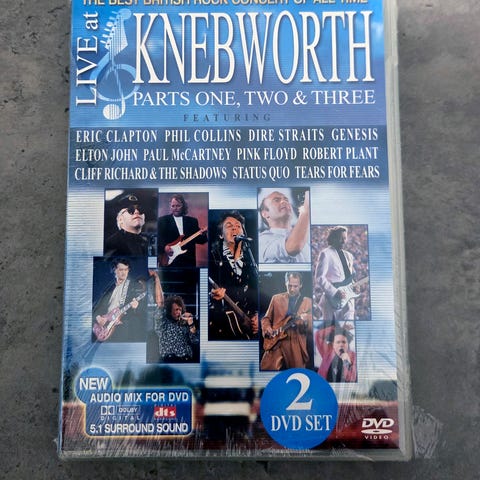 THE BEST BRITISH ROCK CONCERT OF ALL TIME
LIVE at
KNEBWORTH
PARTS ONE, TWO & THREE
FEATURING
ERIC CLAPTON PHIL COLLINS DIRE STRAITS GENESIS
ELTON JOHN PAUL McCARTNEY PINK FLOYD ROBERT PLANT
CLIFF RICHARD & THE SHADOWS STATUS QUO TEARS FOR FEARS
NEW
AUDIO MIX FOR DVD
DOLBY DIGITAL dts
5.1 SURROUND SOUND
2
DVD SET
DVD
VIDEO